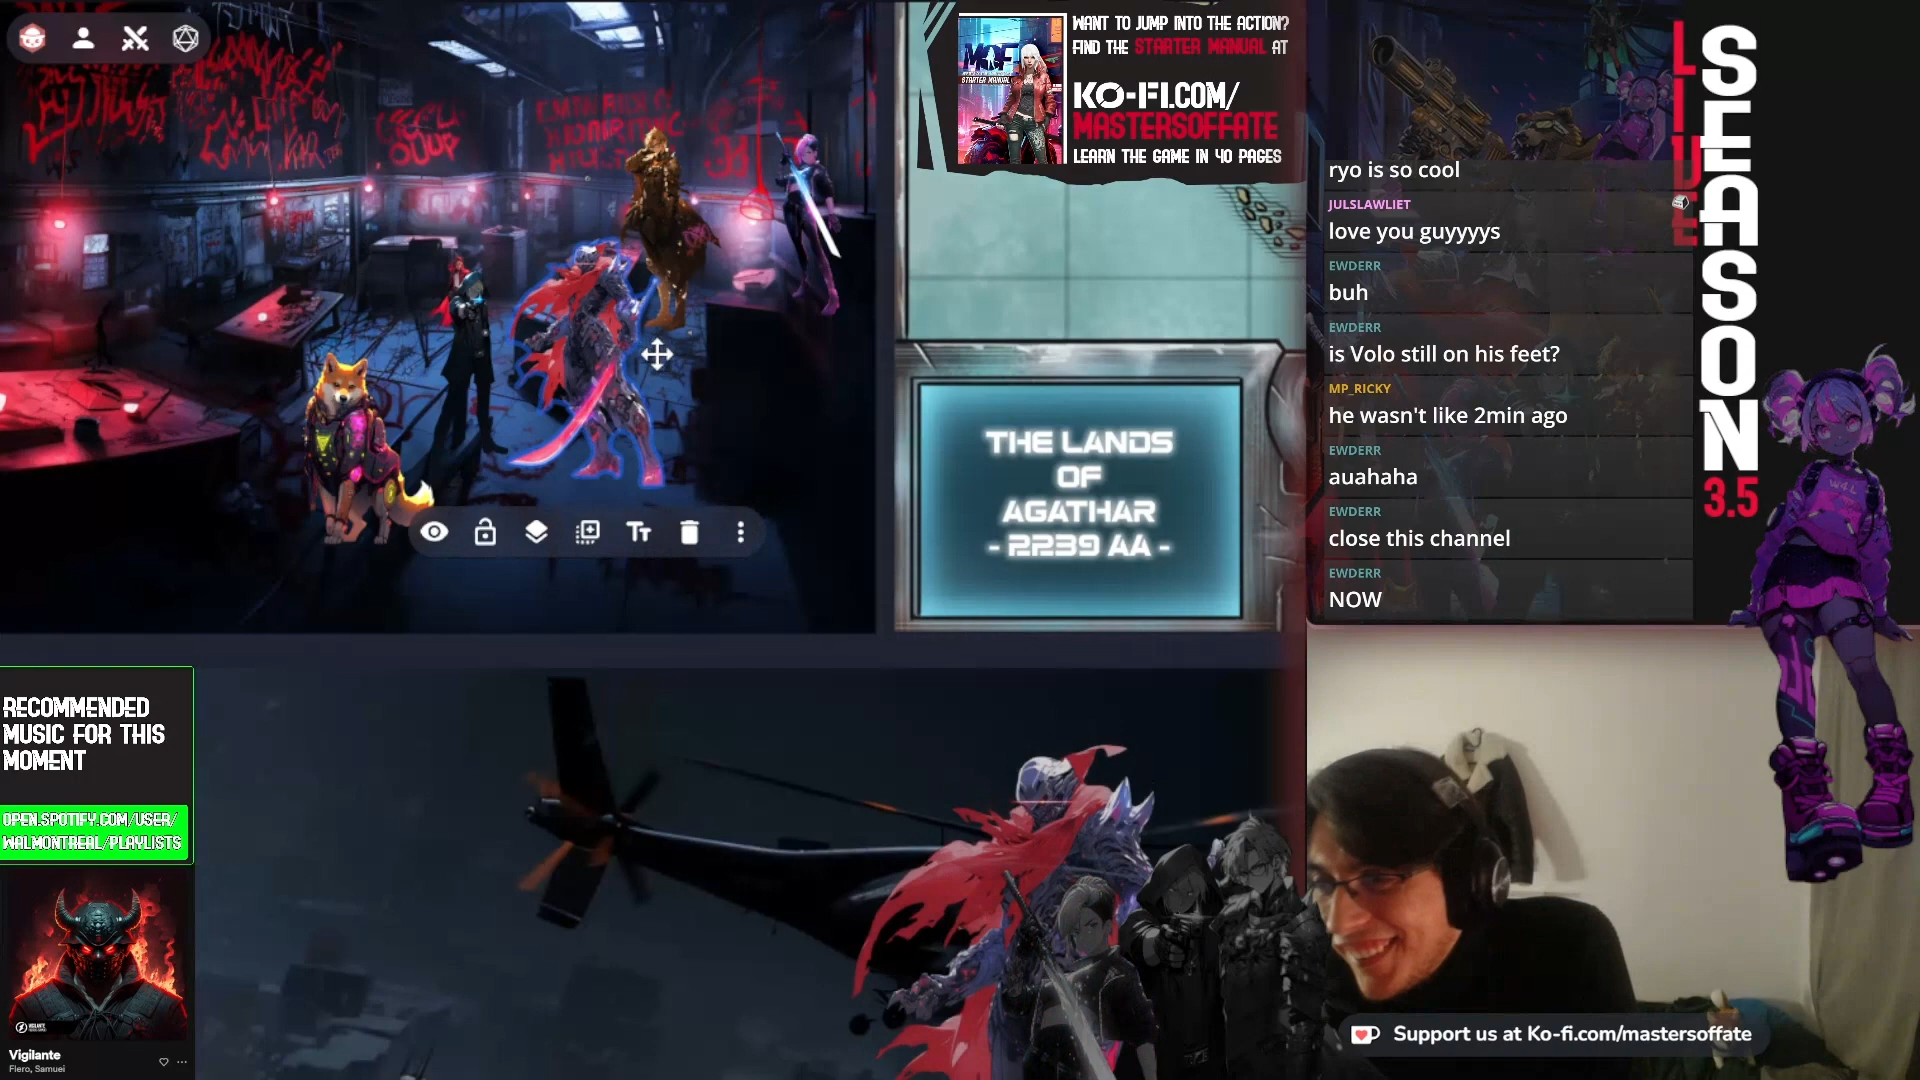 WANT TO JUMP INTO THE ACTION?
FIND THE STARTER MANUAL AT
KO-FI.COM/
MASTERSOFFATE
LEARN THE GAME IN 40 PAGES
MOF
STARTER MANUAL
THE LANDS
OF
AGATHAR
- 2239 AA -
ryo is so cool
JULSLAWLIET
love you guyyyys
EWDERR
buh
EWDERR
is Volo still on his feet?
MP_RICKY
he wasn't like 2min ago
EWDERR
auahaha
EWDERR
close this channel
EWDERR
NOW
SEASON
3.5
RECOMMENDED
MUSIC FOR THIS
MOMENT
OPEN.SPOTIFY.COM/USER/
WALMONTREAL/PLAYLISTS
VIGILANTE
Vigilante
Fiero, Samuei
Support us at Ko-fi.com/mastersoffate